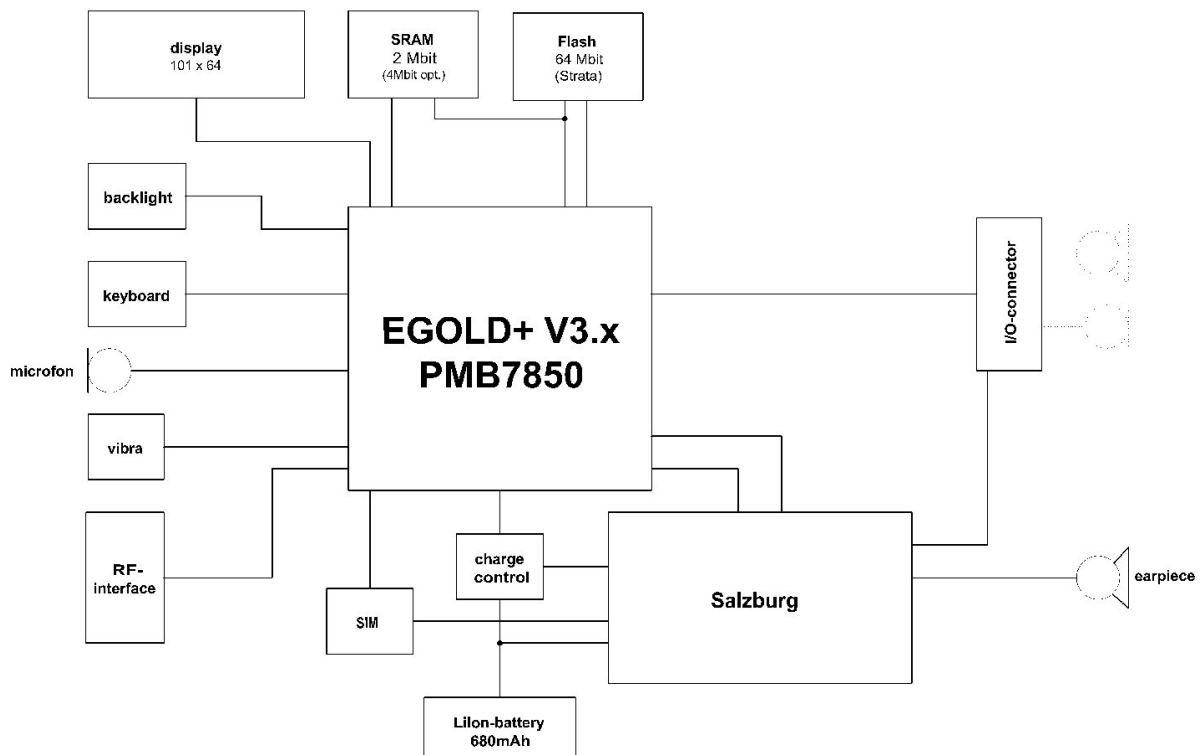 display
101 x 64
SRAM
2 Mbit
(4Mbit opt.)
Flash
64 Mbit
(Strata)
backlight
keyboard
EGOLD+ V3.x
PMB7850
I/O-connector
microfon
vibra
RF-
interface
charge
control
SIM
Salzburg
earpiece
LiIon-battery
680mAh